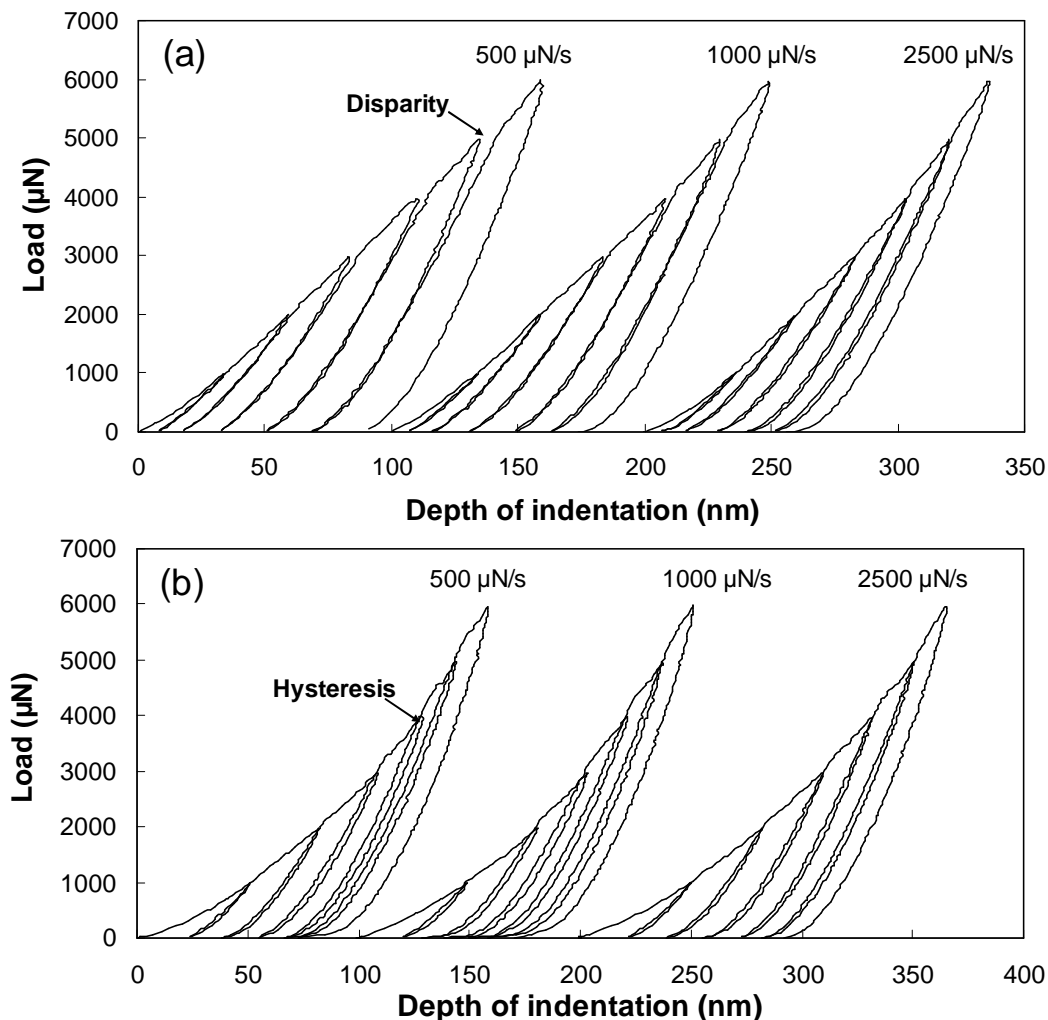 7000
(a)
500 µN/s
1000 µN/s
2500 µN/s
6000
Disparity
5000
4000
3000
2000
1000
0
Load (µN)
0 50 100 150 200 250 300 350
Depth of indentation (nm)
7000
(b)
500 µN/s
1000 µN/s
2500 µN/s
6000
5000
Hysteresis
4000
3000
2000
1000
0
Load (µN)
0 50 100 150 200 250 300 350 400
Depth of indentation (nm)